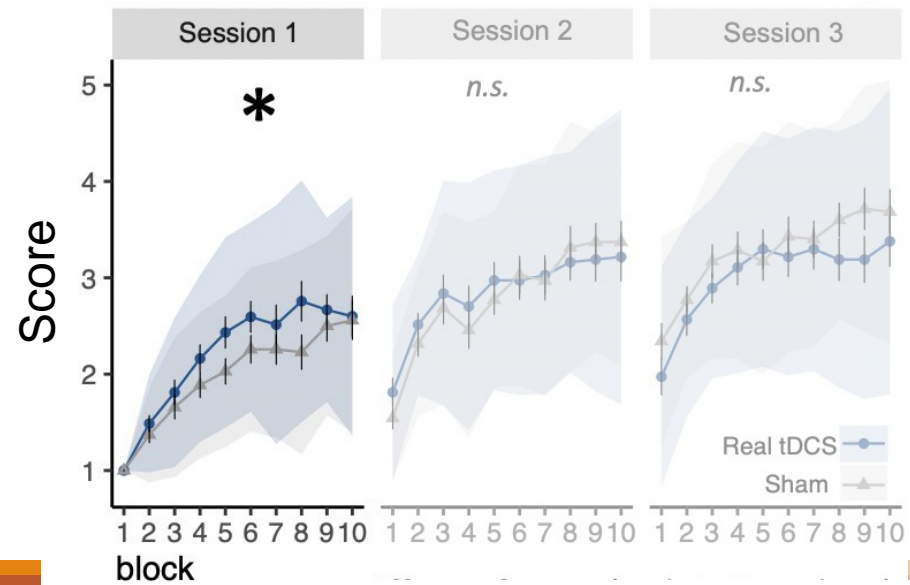 Session 1
Session 2
Session 3
*
n.s.
n.s.
5
4
3
2
1
Score
Real tDCS
Sham
1 2 3 4 5 6 7 8 9 10
1 2 3 4 5 6 7 8 9 10
1 2 3 4 5 6 7 8 9 10
block